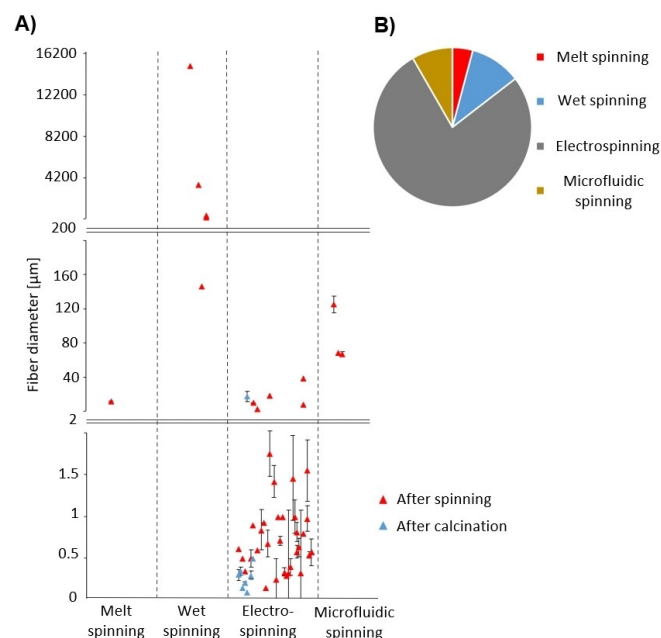 A)
B)
Melt spinning
Wet spinning
Electrospinning
Microfluidic
spinning
Fiber diameter [µm]
16200
12200
8200
4200
200
160
120
80
40
2
1.5
1
0.5
0
After spinning
After calcination
Melt
spinning
Wet
spinning
Electro-
spinning
Microfluidic
spinning